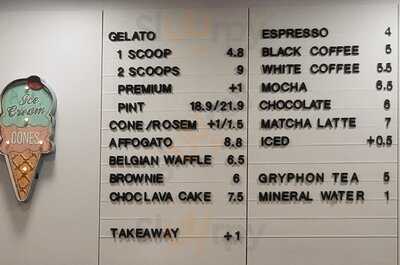 Ice
Cream
CONES
GELATO
1 SCOOP 4.8
2 SCOOPS 9
PREMIUM +1
PINT 18.9/21.9
CONE/ROSEM +1/1.5
AFFOGATO 8.8
BELGIAN WAFFLE 6.5
BROWNIE 6
CHOC LAVA CAKE 7.5
TAKEAWAY +1
ESPRESSO 4
BLACK COFFEE 5
WHITE COFFEE 5.5
MOCHA 6.5
CHOCOLATE 6
MATCHA LATTE 7
ICED +0.5
GRYPHON TEA 5
MINERAL WATER 1